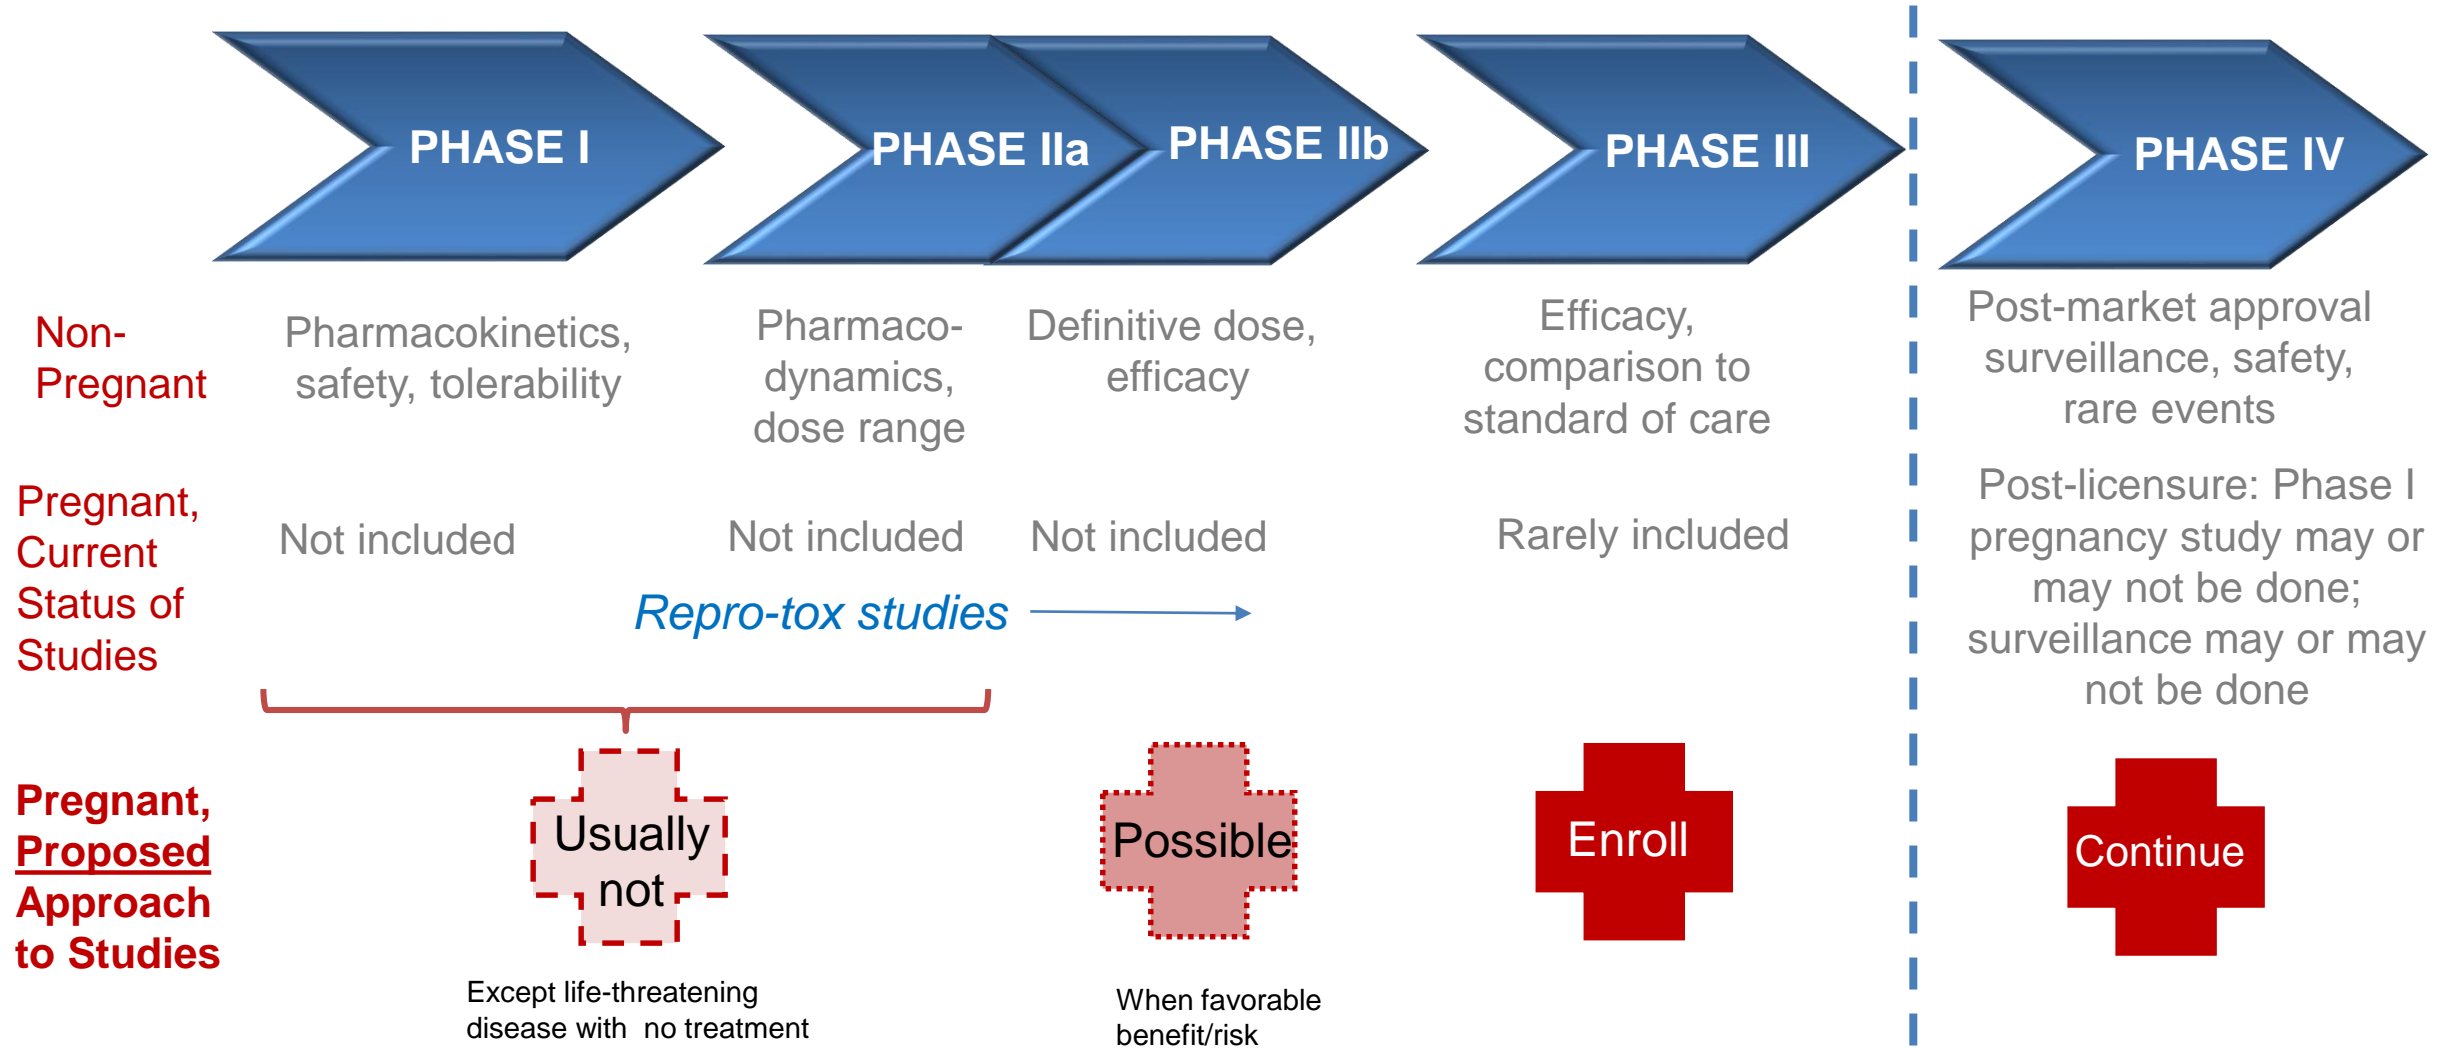 PHASE I
PHASE IIa
PHASE IIb
PHASE III
PHASE IV
Non-
Pregnant
Pharmacokinetics,
safety, tolerability
Pharmaco-
dynamics,
dose range
Definitive dose,
efficacy
Efficacy,
comparison to
standard of care
Post-market approval
surveillance, safety,
rare events
Pregnant,
Current
Status of
Studies
Not included
Not included
Not included
Rarely included
Post-licensure: Phase I
pregnancy study may or
may not be done;
surveillance may or may
not be done
Repro-tox studies
Pregnant,
Proposed
Approach
to Studies
Usually
not
Possible
Enroll
Continue
Except life-threatening
disease with no treatment
When favorable
benefit/risk